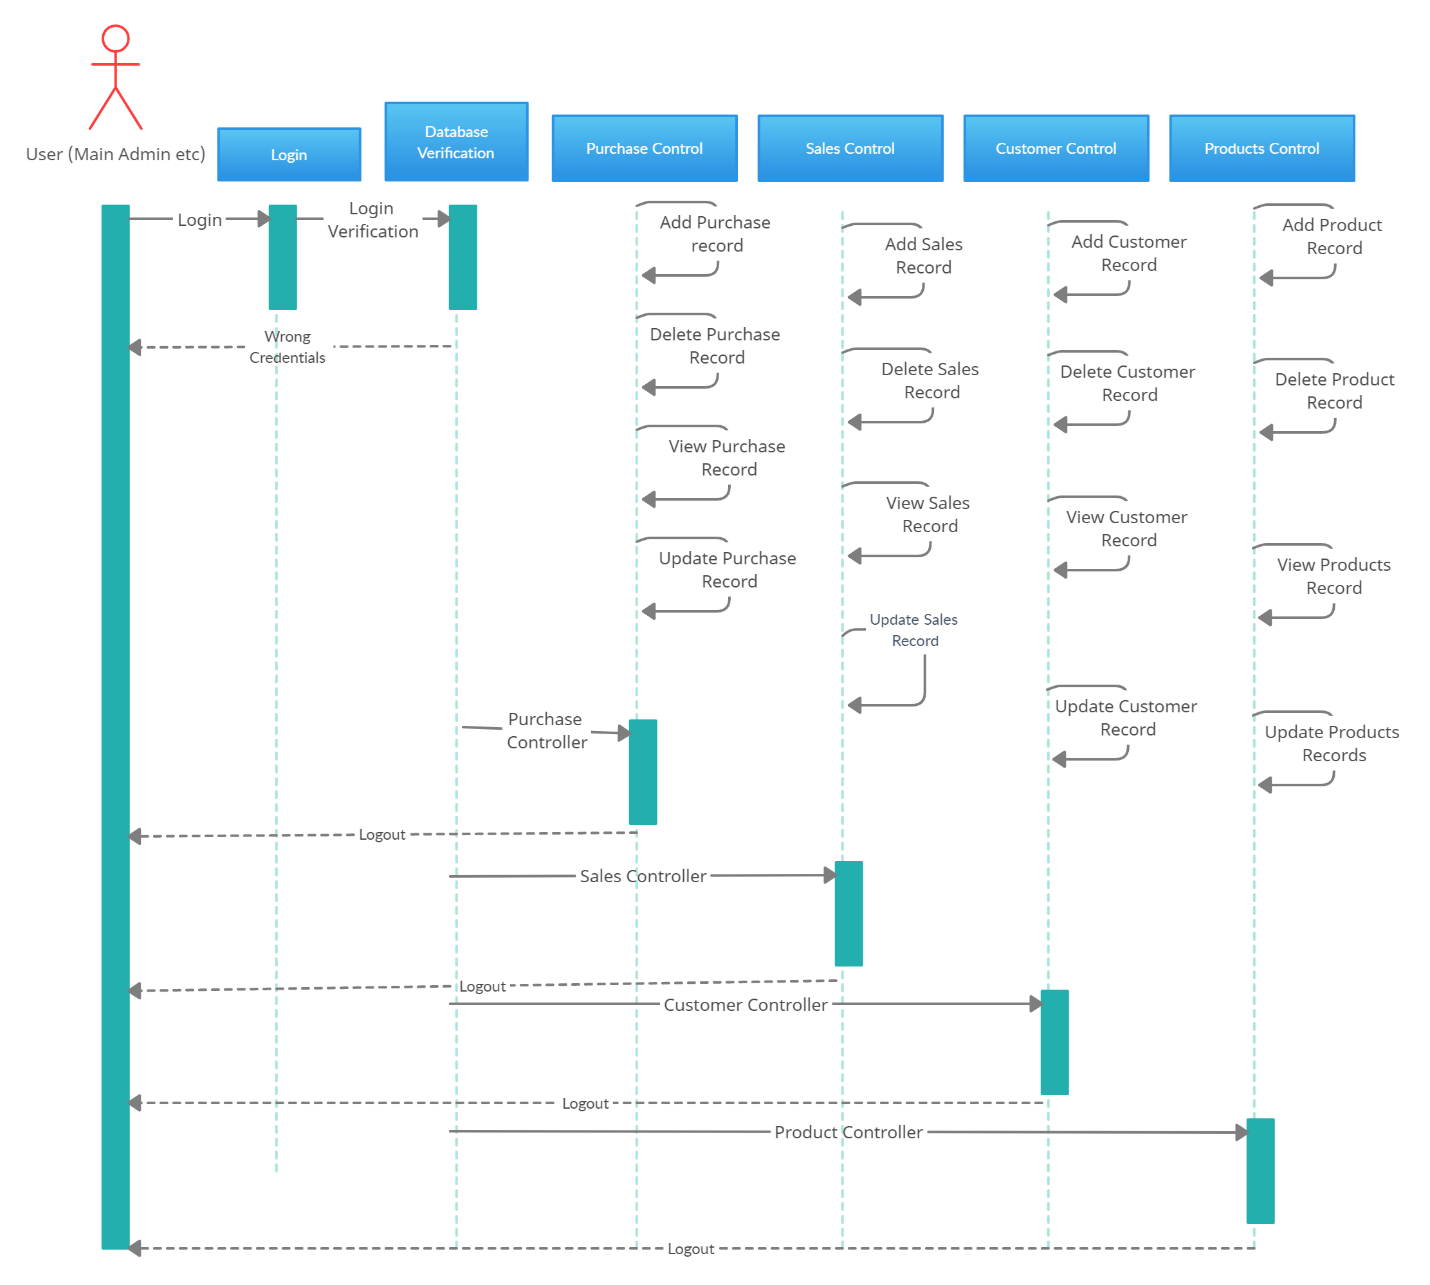 User (Main Admin etc)
Login
Database
Verification
Purchase Control
Sales Control
Customer Control
Products Control
Login
Login
Verification
Wrong
Credentials
Add Purchase
record
Delete Purchase
Record
View Purchase
Record
Update Purchase
Record
Add Sales
Record
Delete Sales
Record
View Sales
Record
Update Sales
Record
Add Customer
Record
Delete Customer
Record
View Customer
Record
Update Customer
Record
Add Product
Record
Delete Product
Record
View Products
Record
Update Products
Records
Purchase
Controller
Logout
Sales Controller
Logout
Customer Controller
Logout
Product Controller
Logout